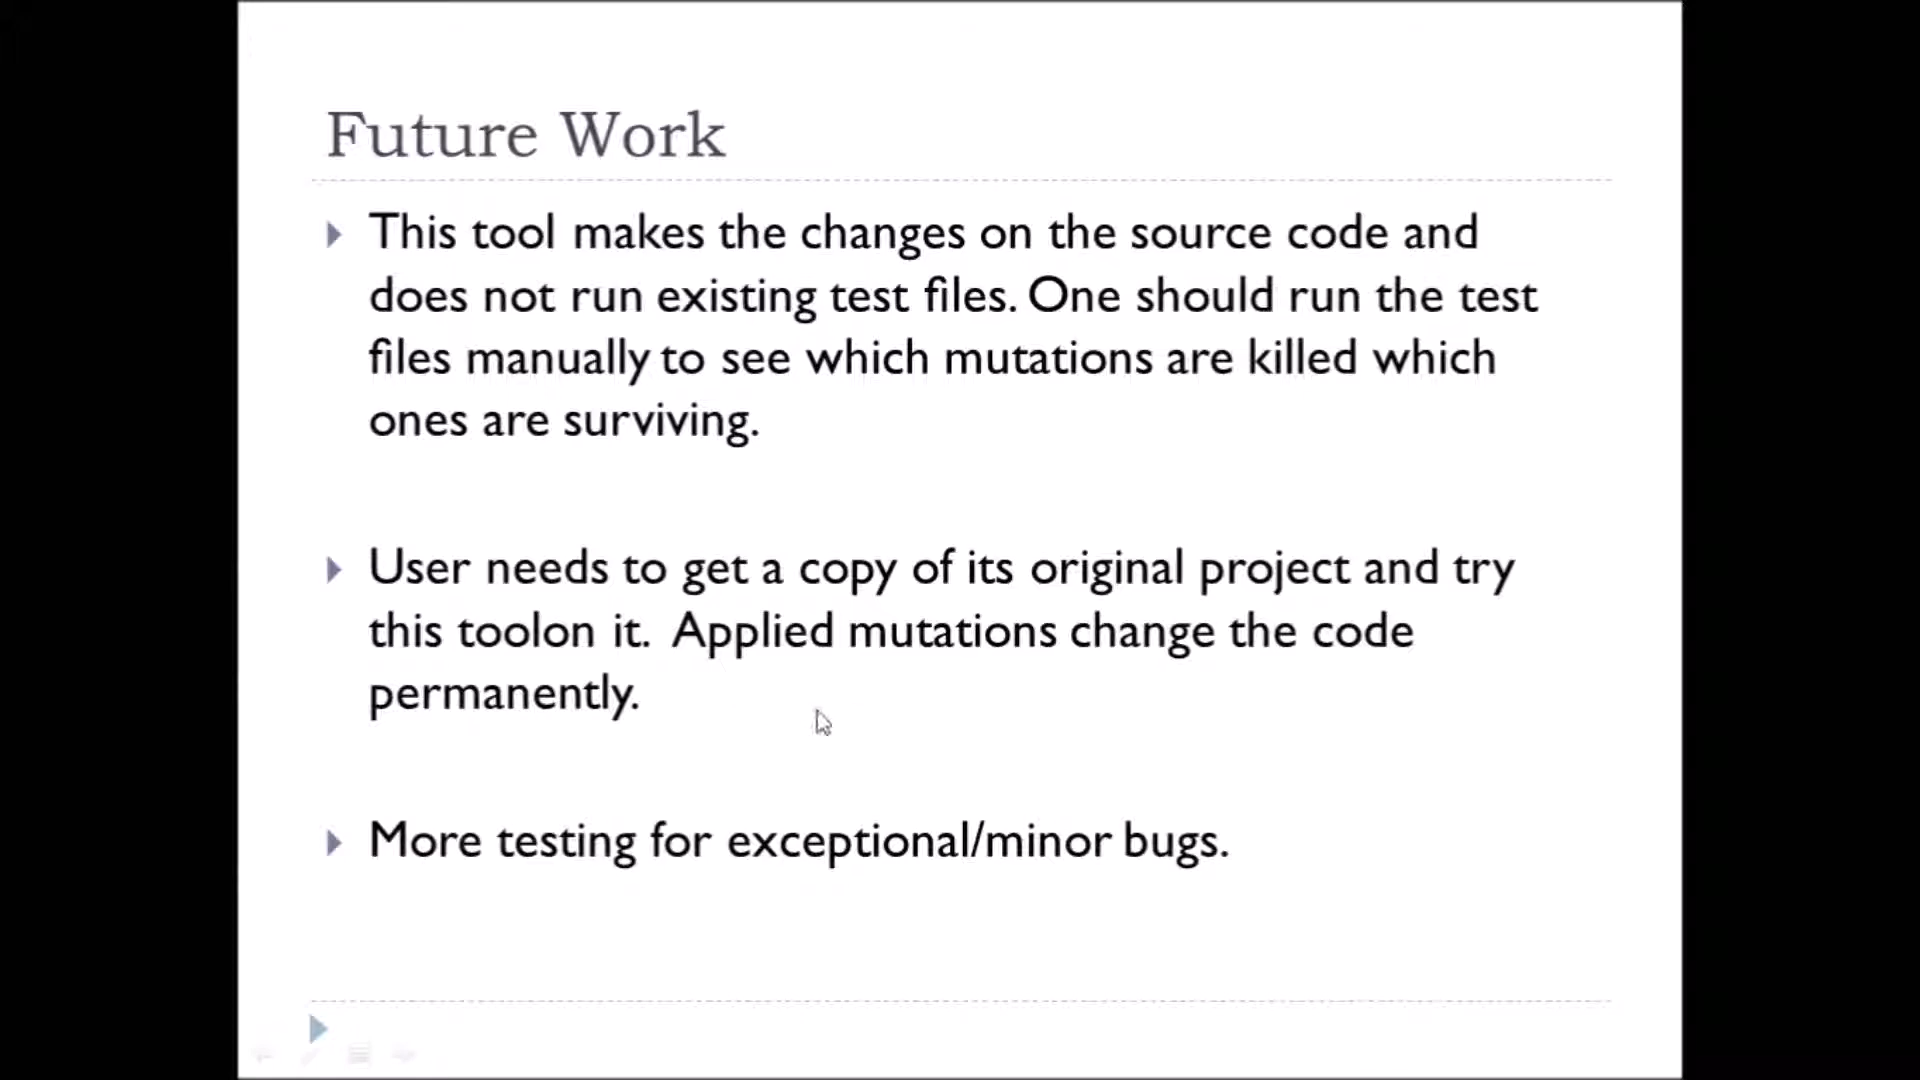 Future Work
This tool makes the changes on the source code and
does not run existing test files. One should run the test
files manually to see which mutations are killed which
ones are surviving.
User needs to get a copy of its original project and try
this toolon it.  Applied mutations change the code
permanently.
More testing for exceptional/minor bugs.